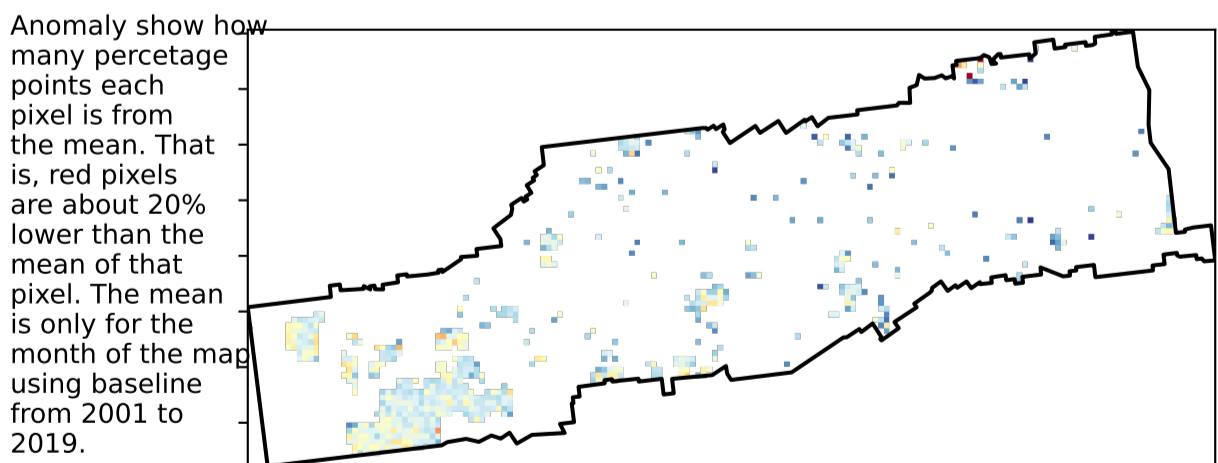 Anomaly show how
many percetage
points each
pixel is from
the mean. That
is, red pixels
are about 20%
lower than the
mean of that
pixel. The mean
is only for the
month of the map
using baseline
from 2001 to
2019.